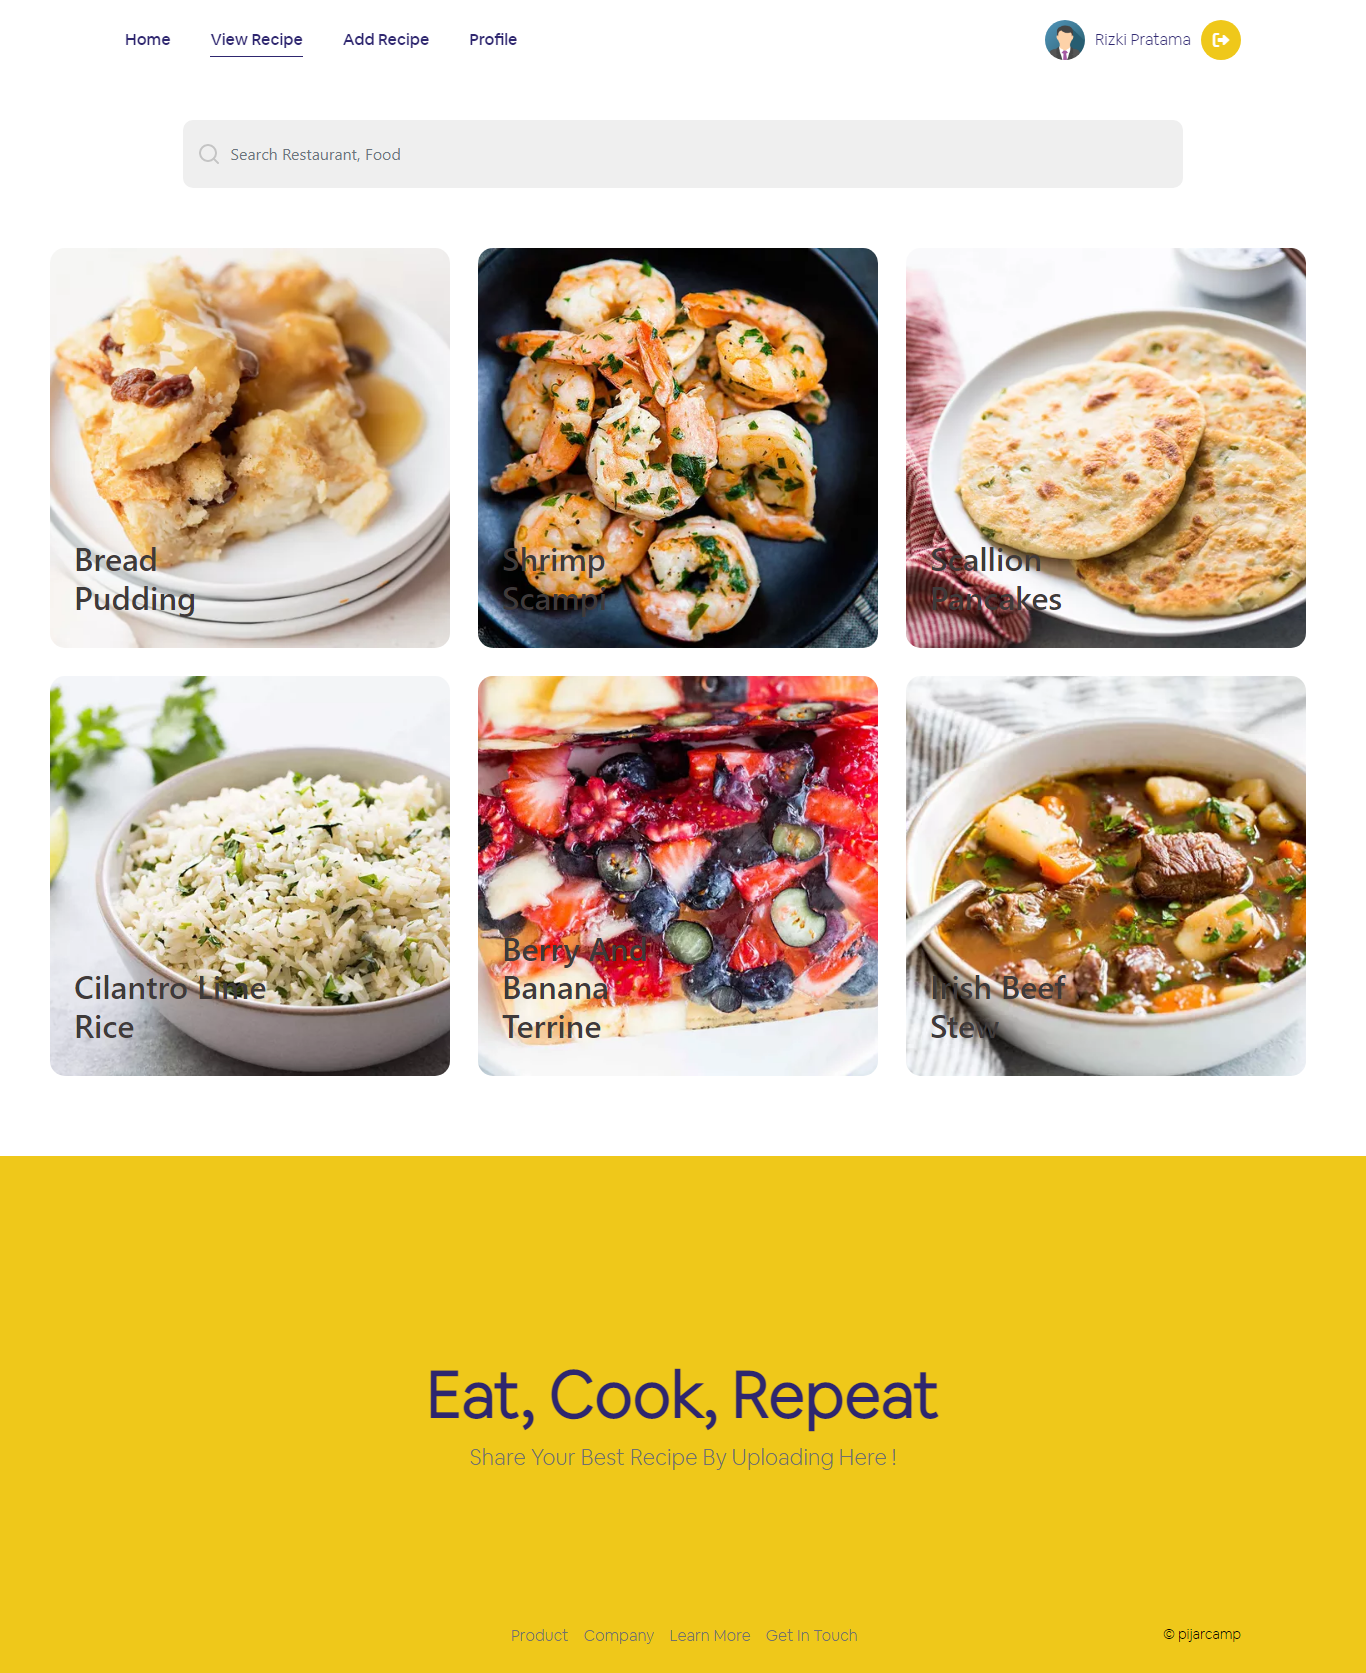 Home View Recipe Add Recipe Profile Rizki Pratama
Search Restaurant, Food
Bread
Pudding
Shrimp
Scampi
Scallion
Pancakes
Cilantro Lime
Rice
Berry And
Banana
Terrine
Irish Beef
Stew
Eat, Cook, Repeat
Share Your Best Recipe By Uploading Here !
Product Company Learn More Get In Touch
© pijarcamp